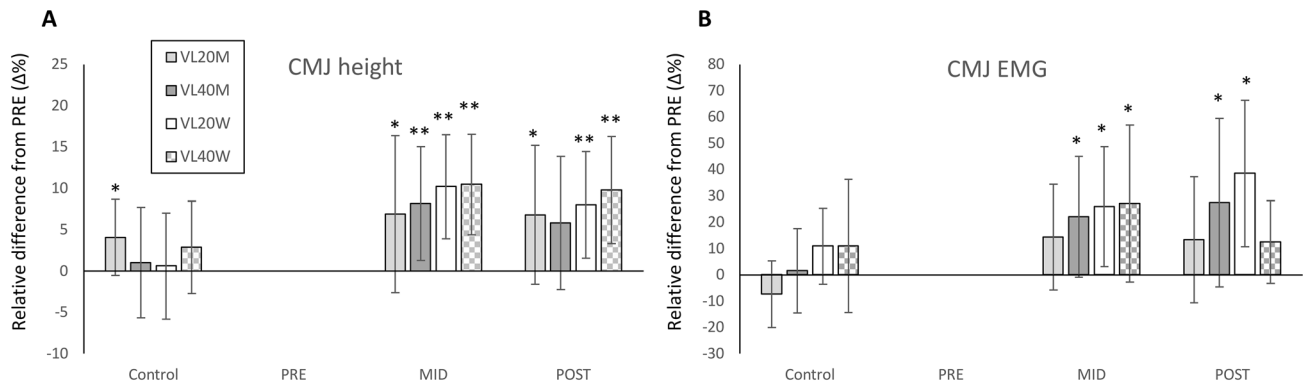 A
CMJ height
VL20M
VL40M
VL20W
VL40W
Relative difference from PRE (Δ%)
25
20
15
10
5
0
-5
-10
*
*
**
**
**
*
**
**
Control PRE MID POST
B
CMJ EMG
Relative difference from PRE (Δ%)
80
70
60
50
40
30
20
10
0
-10
-20
-30
*
*
*
*
*
Control PRE MID POST